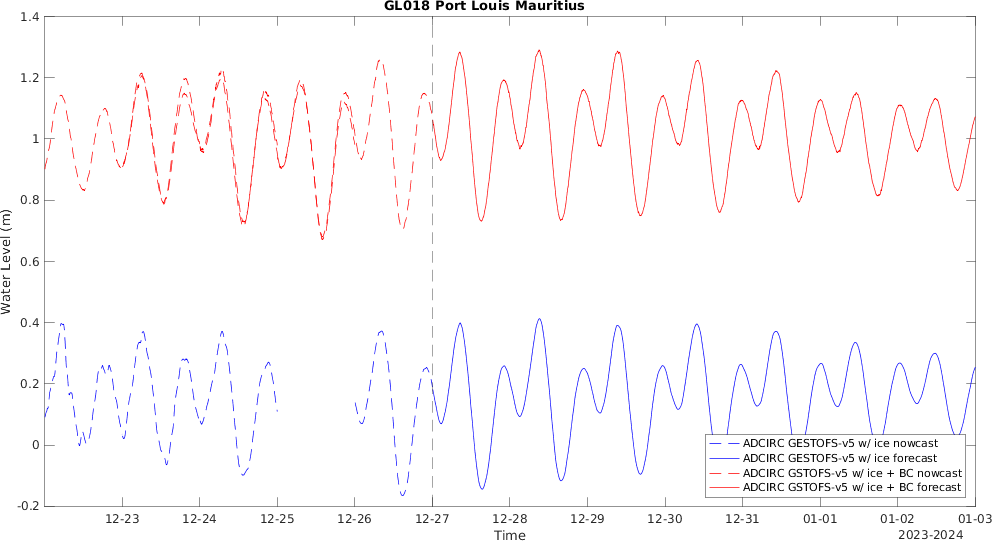 GL018 Port Louis Mauritius
1.4
1.2
1
0.8
0.6
0.4
0.2
0
-0.2
Water Level (m)
ADCIRC GESTOFS-v5 w/ ice nowcast
ADCIRC GESTOFS-v5 w/ ice forecast
ADCIRC GSTOFS-v5 w/ ice + BC nowcast
ADCIRC GSTOFS-v5 w/ ice + BC forecast
12-23 12-24 12-25 12-26 12-27 12-28 12-29 12-30 12-31 01-01 01-02 01-03
Time
2023-2024